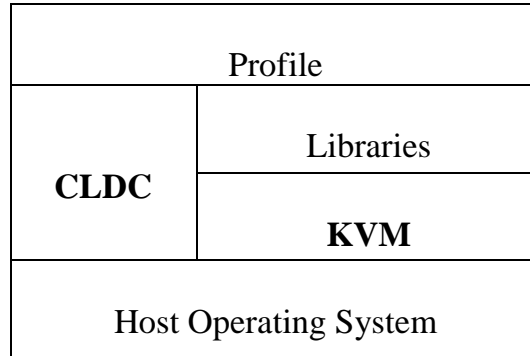 Profile
Libraries
CLDC
KVM
Host Operating System